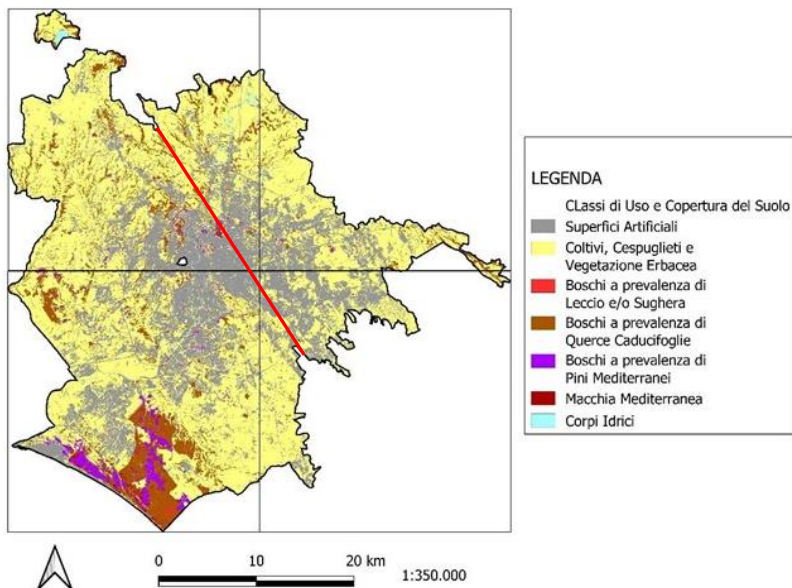 LEGENDA
CLassi di Uso e Copertura del Suolo
Superfici Artificiali
Coltivi, Cespuglieti e
Vegetazione Erbacea
Boschi a prevalenza di
Leccio e/o Sughera
Boschi a prevalenza di
Querce Caducifoglie
Boschi a prevalenza di
Pini Mediterranei
Macchia Mediterranea
Corpi Idrici
0 10 20 km
1:350.000